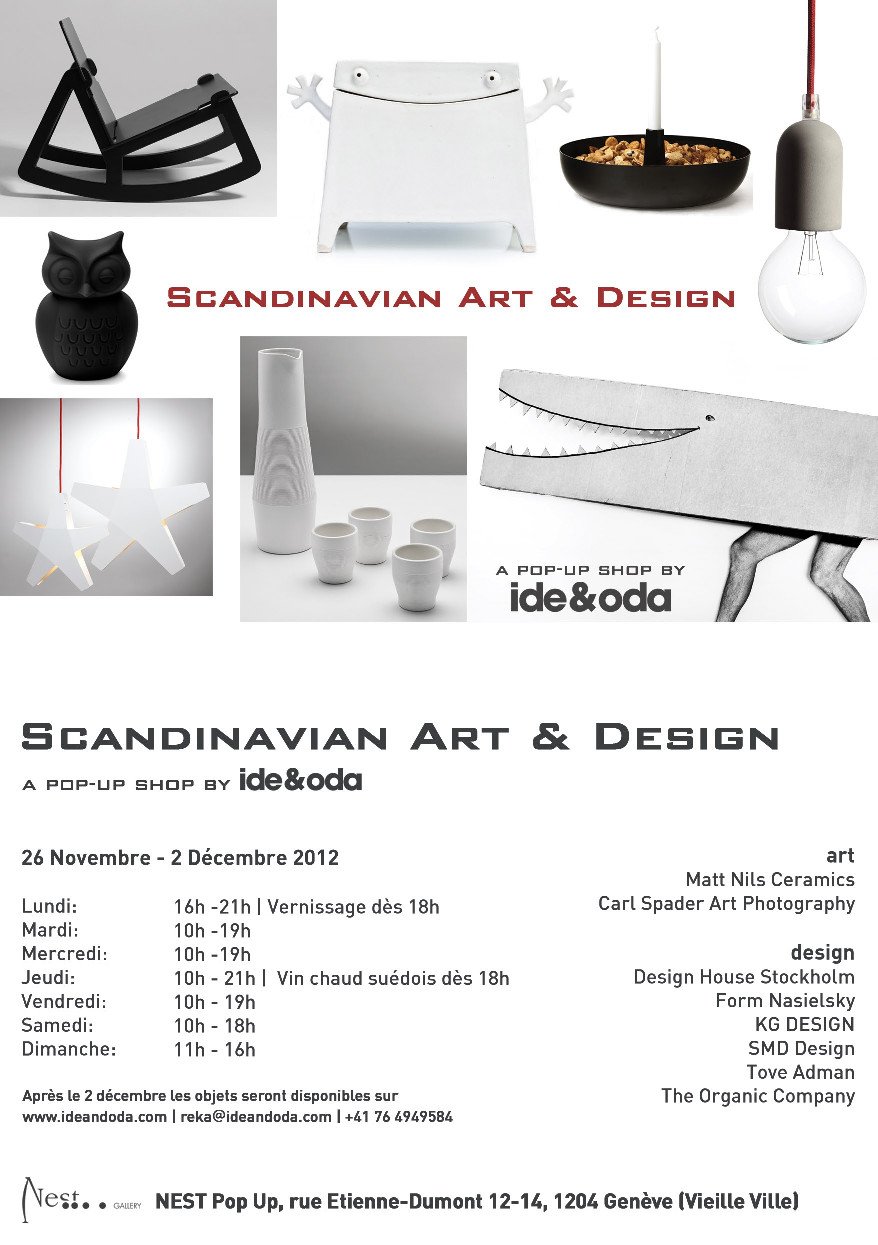 Scandinavian Art & Design
A POP-UP SHOP BY
ide&oda
Scandinavian Art & Design
A POP-UP SHOP BY ide&oda
26 Novembre - 2 Décembre 2012
Lundi: 16h -21h | Vernissage dès 18h
Mardi: 10h -19h
Mercredi: 10h -19h
Jeudi: 10h - 21h | Vin chaud suédois dès 18h
Vendredi: 10h - 19h
Samedi: 10h - 18h
Dimanche: 11h - 16h
Après le 2 décembre les objets seront disponibles sur
www.ideandoda.com | reka@ideandoda.com | +41 76 4949584
art
Matt Nils Ceramics
Carl Spader Art Photography
design
Design House Stockholm
Form Nasielsky
KG DESIGN
SMD Design
Tove Adman
The Organic Company
Nest... GALLERY
NEST Pop Up, rue Etienne-Dumont 12-14, 1204 Genève (Vieille Ville)